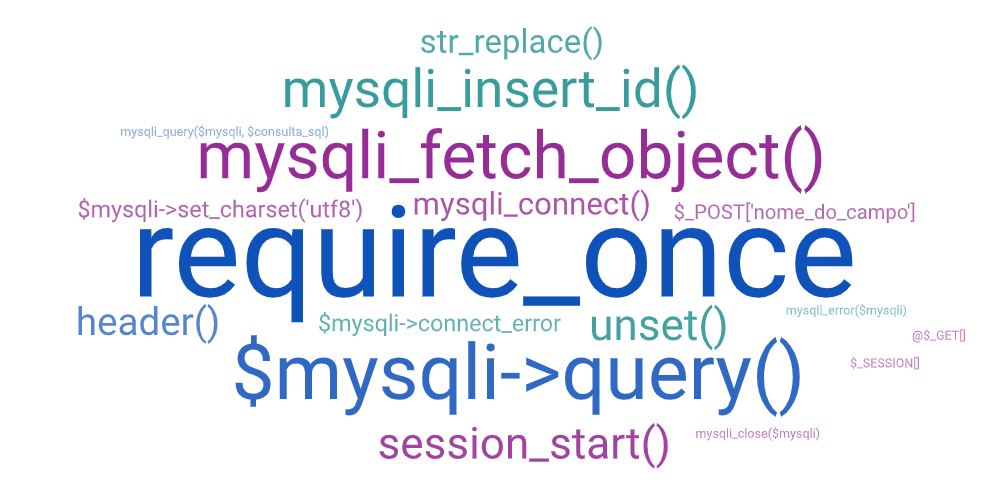 str_replace()
mysqli_insert_id()
mysqli_query($mysqli, $consulta_sql)
mysqli_fetch_object()
$mysqli->set_charset('utf8')
mysqli_connect()
$_POST['nome_do_campo']
require_once
header()
$mysqli->connect_error
unset()
mysqlI_error($mysqli)
@$_GET[]
$mysqli->query()
$_SESSION[]
session_start()
mysqli_close($mysqli)